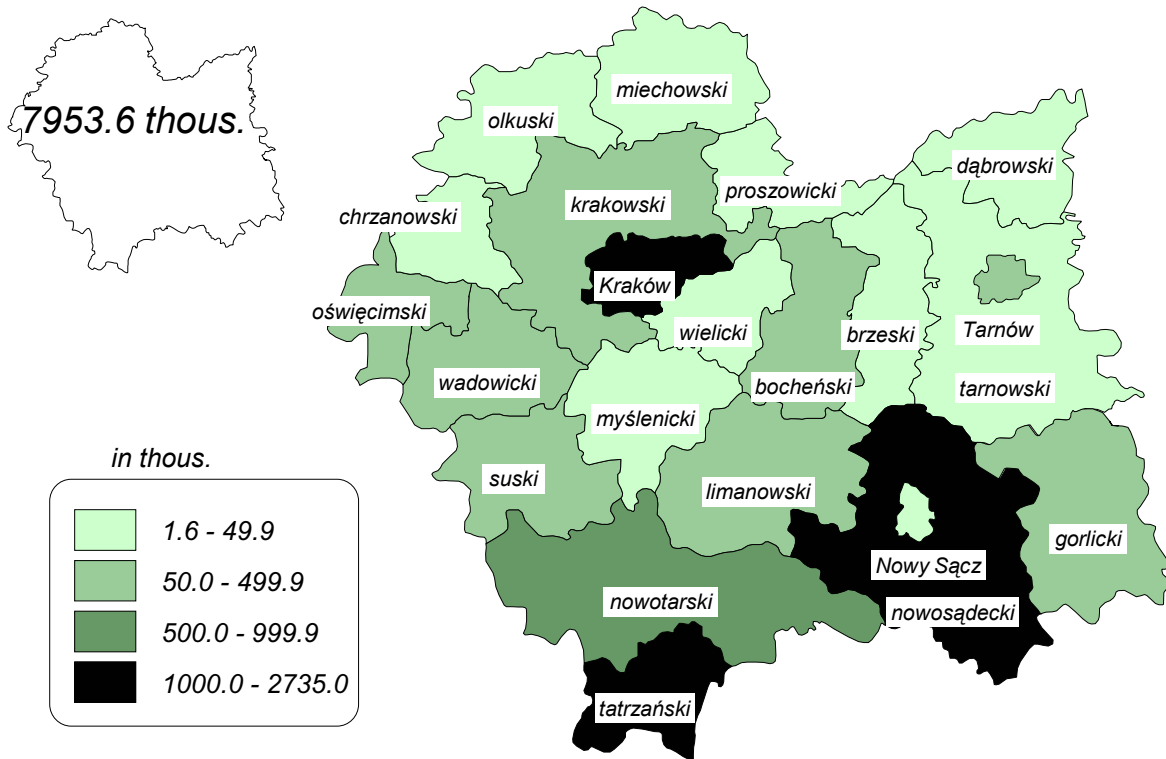 7953.6 thous.
miechowski
olkuski
dąbrowski
proszowicki
krakowski
chrzanowski
Kraków
oświęcimski
wielicki
brzeski
Tarnów
wadowicki
bocheński
tarnowski
myślenicki
in thous.
suski
limanowski
1.6 - 49.9
gorlicki
Nowy Sącz
50.0 - 499.9
nowotarski
nowosądecki
500.0 - 999.9
1000.0 - 2735.0
tatrzański